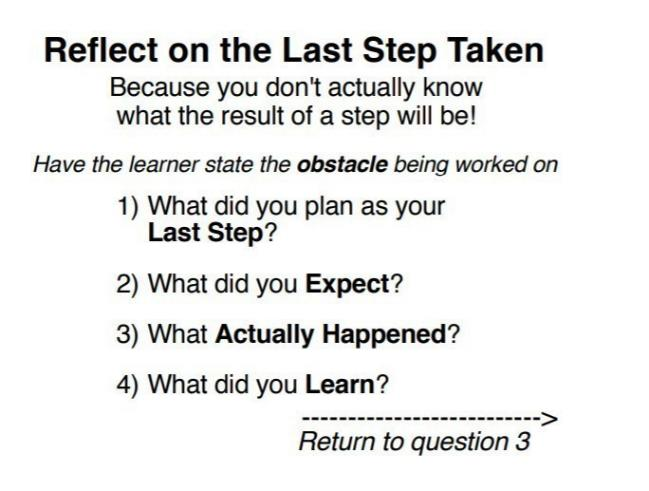 Reflect on the Last Step Taken
Because you don't actually know
what the result of a step will be!
Have the learner state the obstacle being worked on
1) What did you plan as your
Last Step?
2) What did you Expect?
3) What Actually Happened?
4) What did you Learn?
-------------------------->
Return to question 3